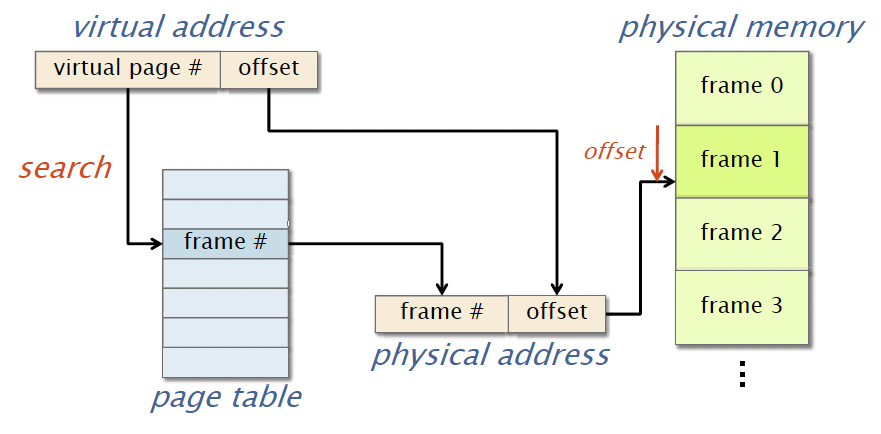 virtual address
virtual page #
offset
search
frame #
page table
frame #
offset
physical address
physical memory
frame 0
offset
frame 1
frame 2
frame 3